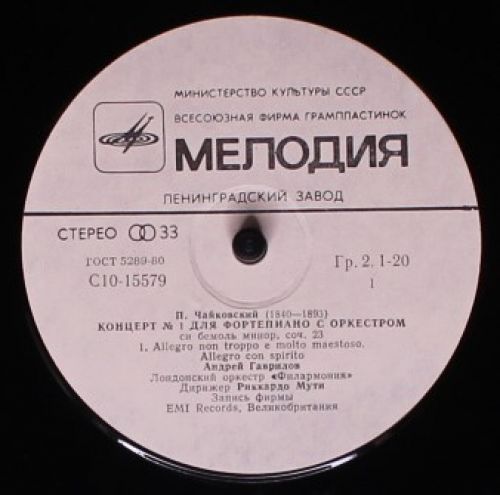 МИНИСТЕРСТВО КУЛЬТУРЫ СССР
ВСЕСОЮЗНАЯ ФИРМА ГРАМПЛАСТИНОК
МЕЛОДИЯ
ЛЕНИНГРАДСКИЙ ЗАВОД
СТЕРЕО 33
ГОСТ 5289-80
С10-15579
Гр. 2. 1-20
1
П. Чайковский (1840—1893)
КОНЦЕРТ № 1 ДЛЯ ФОРТЕПИАНО С ОРКЕСТРОМ
си бемоль минор, соч. 23
1. Allegro non troppo e molto maestoso.
Allegro con spirito
Андрей Гаврилов
Лондонский оркестр «Филармония»
Дирижер Риккардо Мути
Запись фирмы
EMI Records, Великобритания